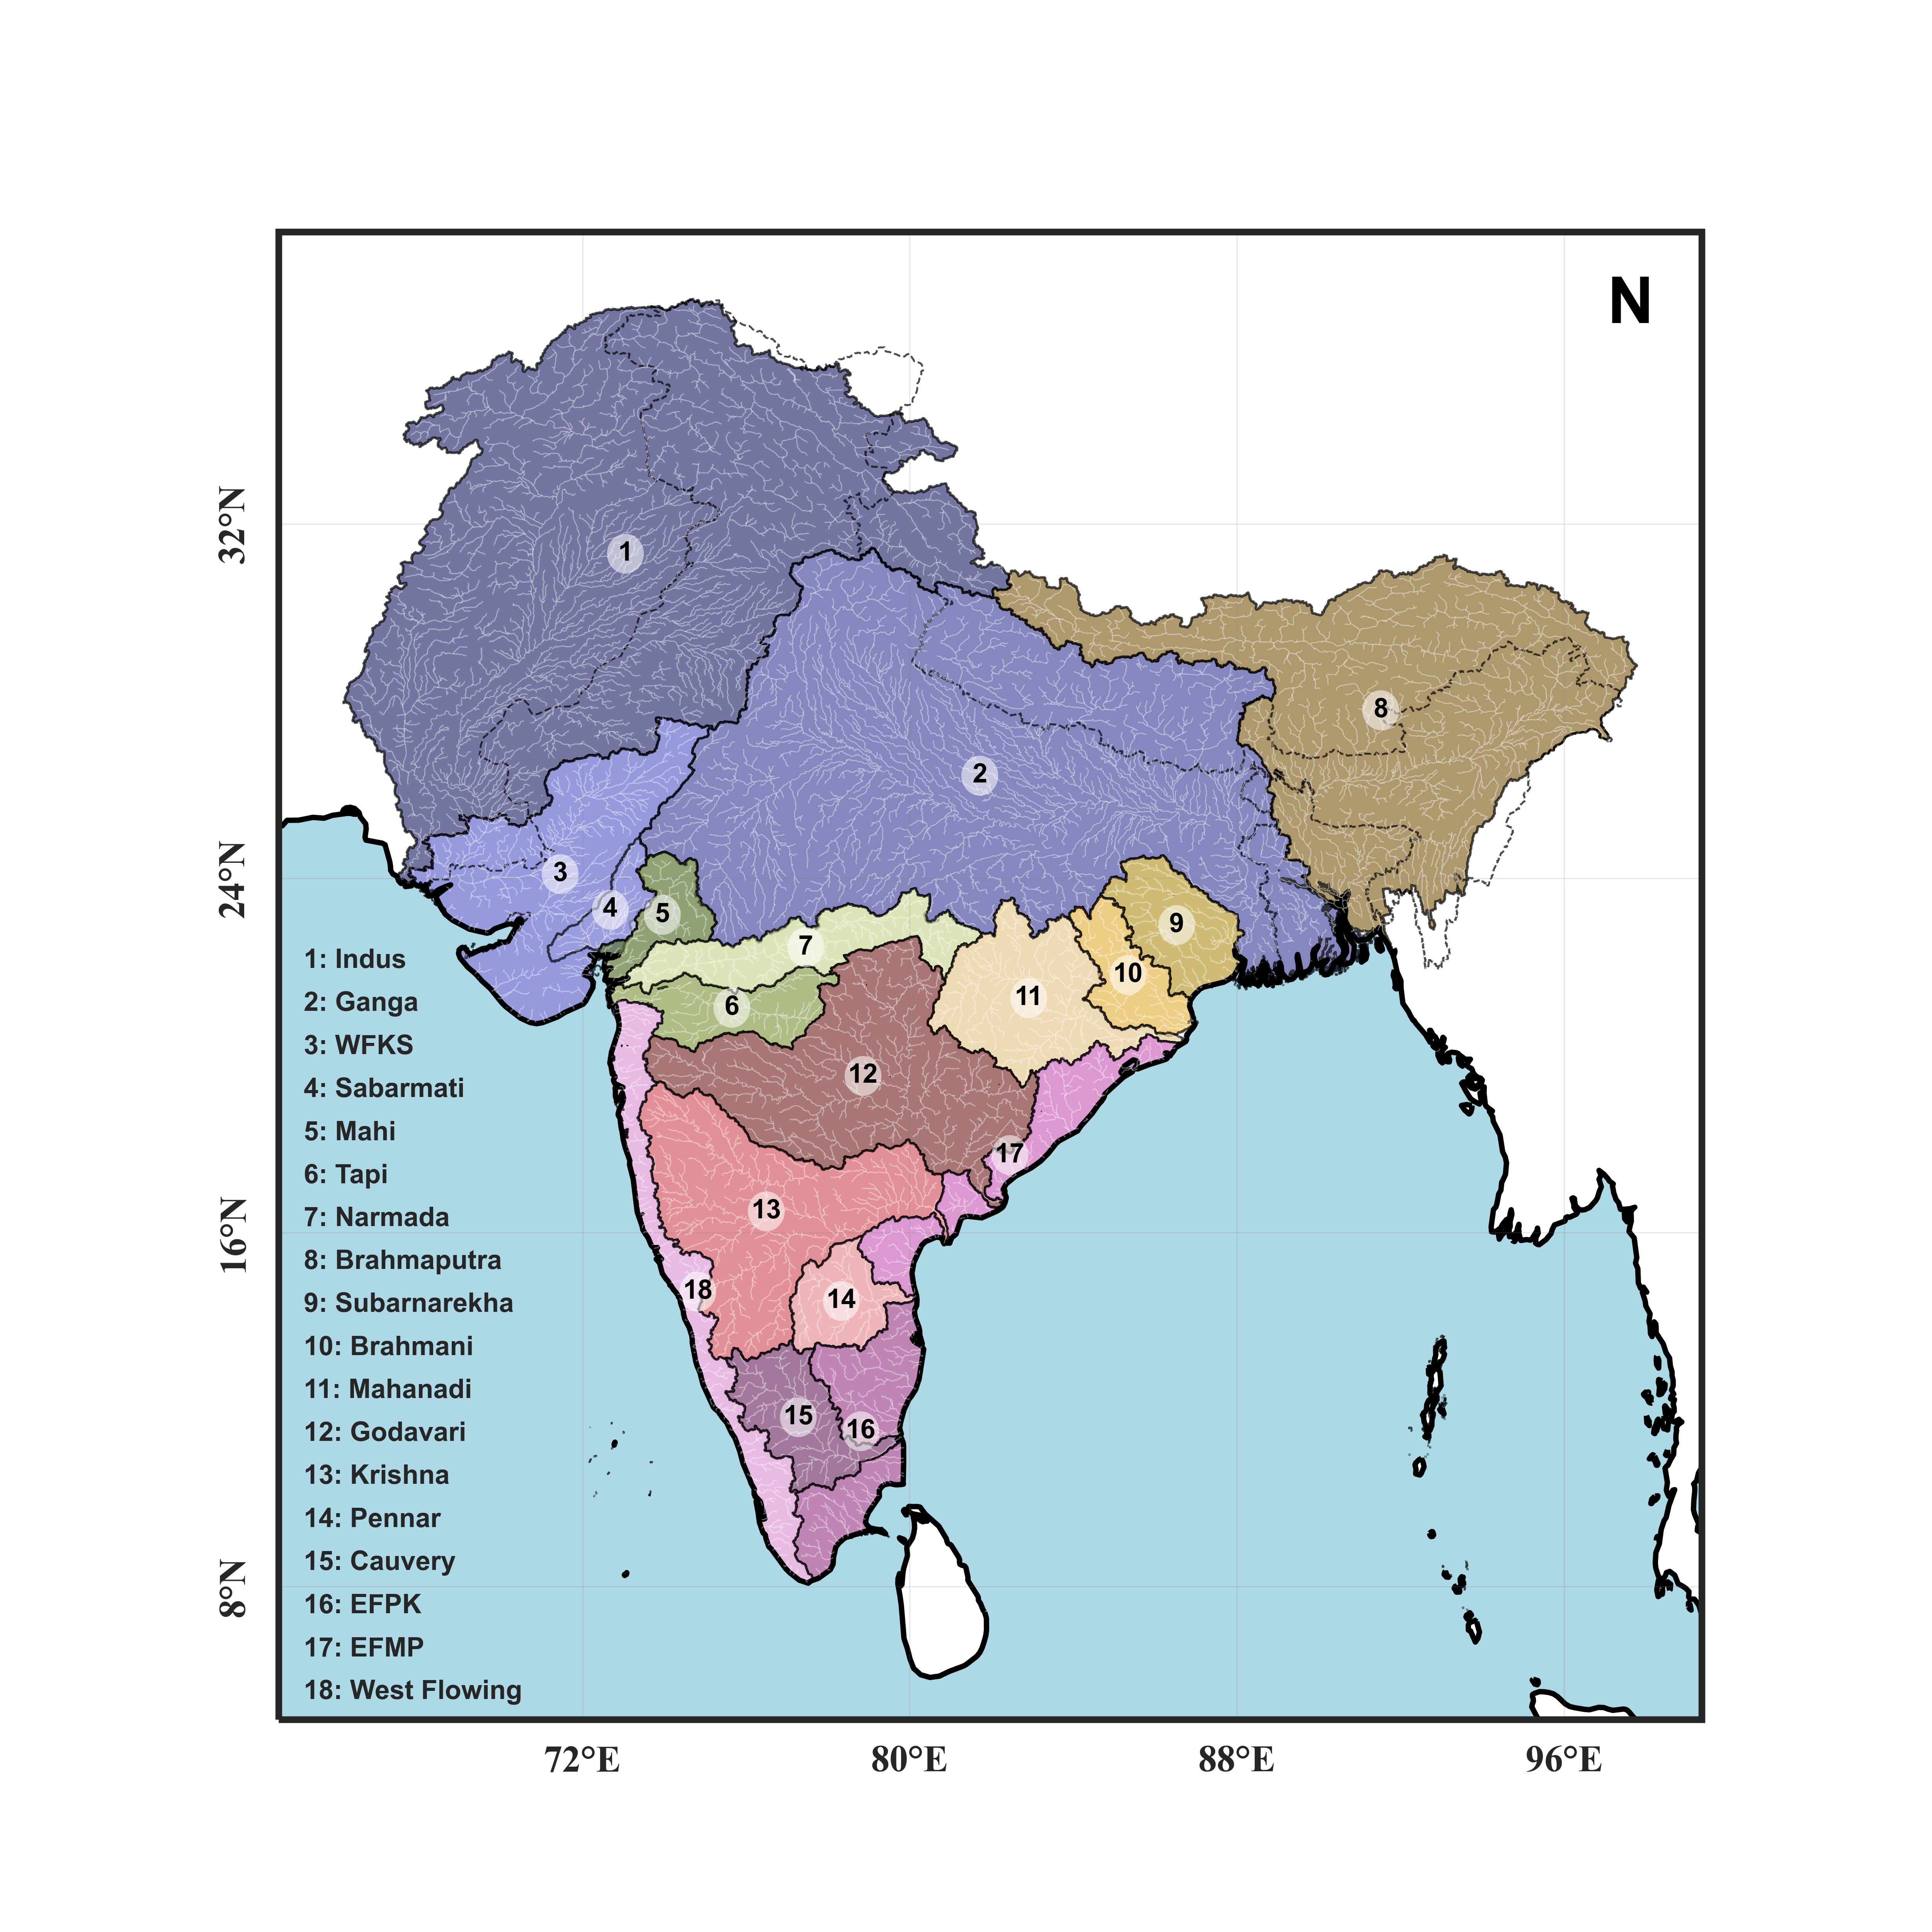 N
32°N
24°N
16°N
8°N
1
2
3
4
5
6
7
8
9
10
11
12
13
14
15
16
17
18
1: Indus
2: Ganga
3: WFKS
4: Sabarmati
5: Mahi
6: Tapi
7: Narmada
8: Brahmaputra
9: Subarnarekha
10: Brahmani
11: Mahanadi
12: Godavari
13: Krishna
14: Pennar
15: Cauvery
16: EFPK
17: EFMP
18: West Flowing
72°E
80°E
88°E
96°E